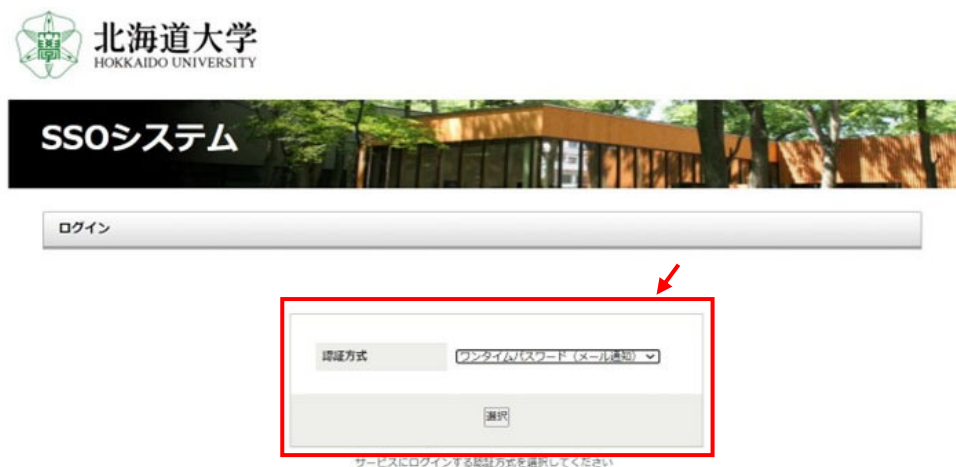 北海道大学
HOKKAIDO UNIVERSITY
SSOシステム
ログイン
認証方式 ワンタイムパスワード（メール通知）
選択
サービスにログインする認証方式を選択してください